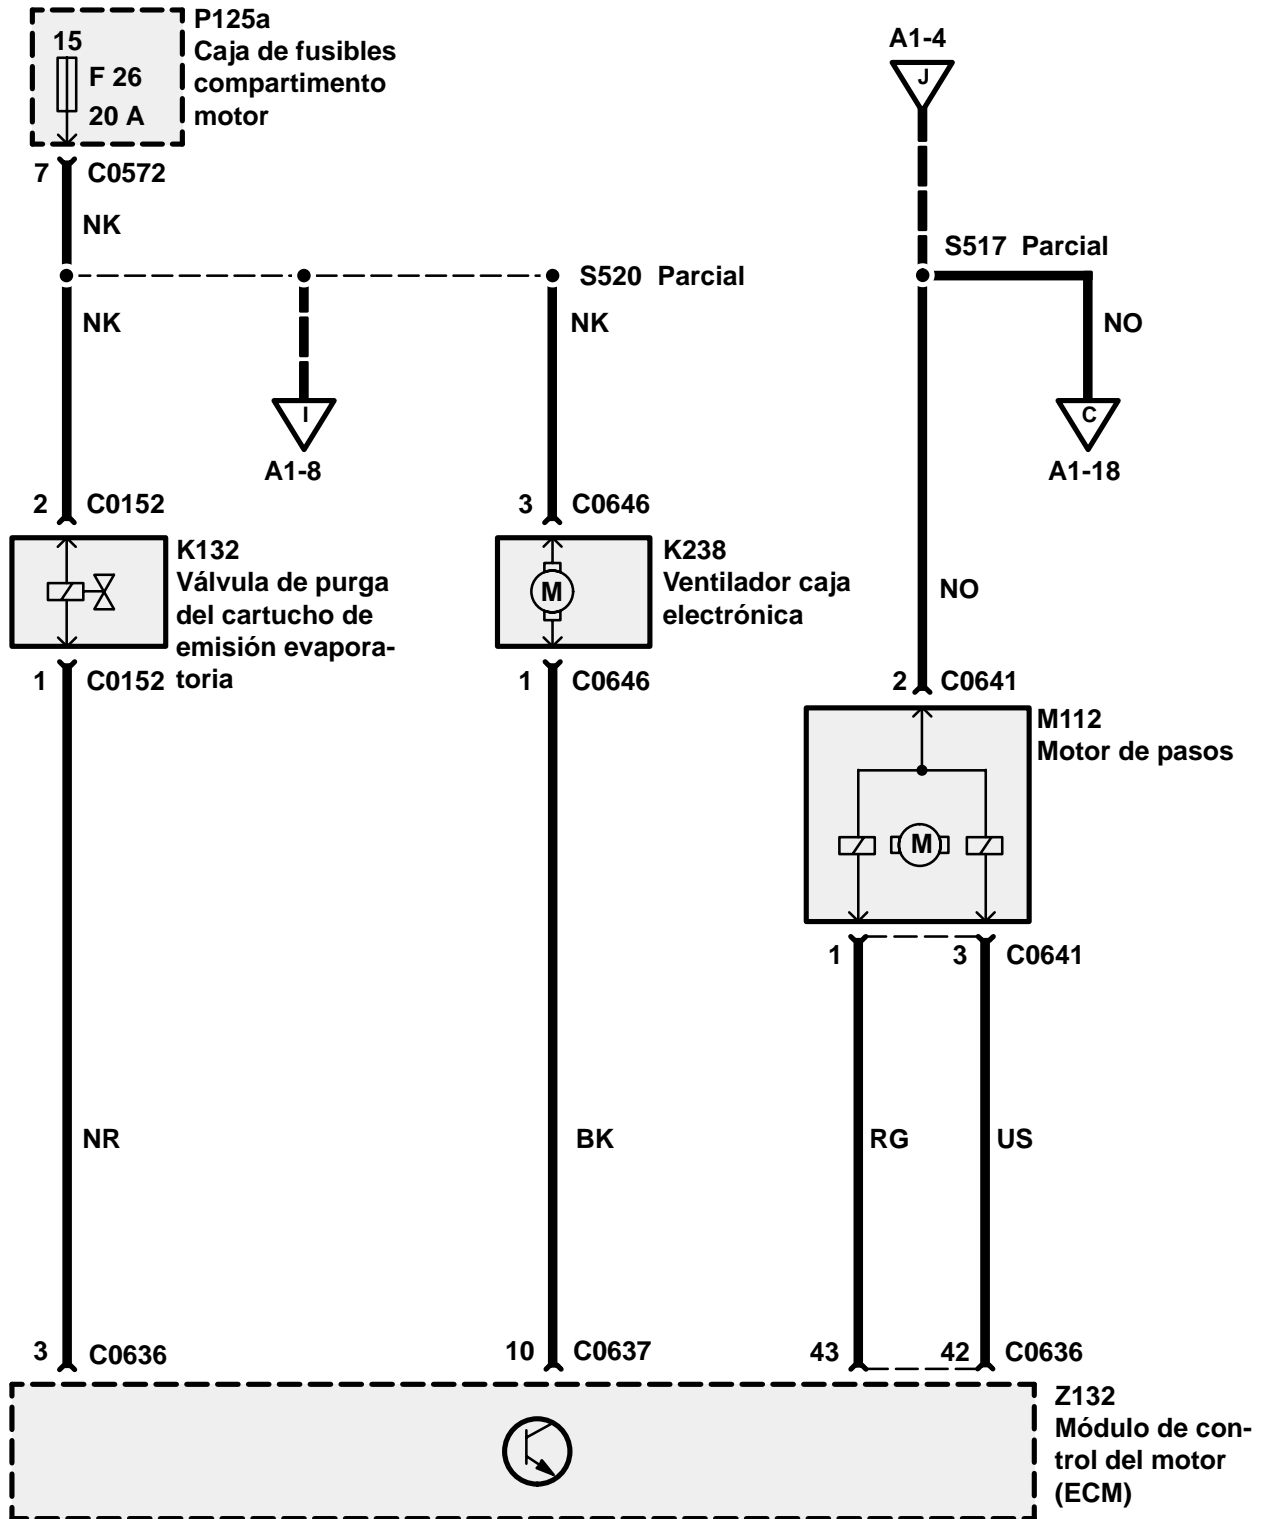 P125a
Caja de fusibles
compartimento
motor
15
F 26
20 A
7 C0572
NK
A1-4
J
S520 Parcial
S517 Parcial
NK
NK
NO
I
A1-8
C
A1-18
2 C0152
3 C0646
K132
Válvula de purga
del cartucho de
emisión evapora-
toria
K238
Ventilador caja
electrónica
M
NO
1 C0152
1 C0646
2 C0641
M112
Motor de pasos
M
1
3 C0641
NR
BK
RG
US
3 C0636
10 C0637
43
42 C0636
Z132
Módulo de con-
trol del motor
(ECM)